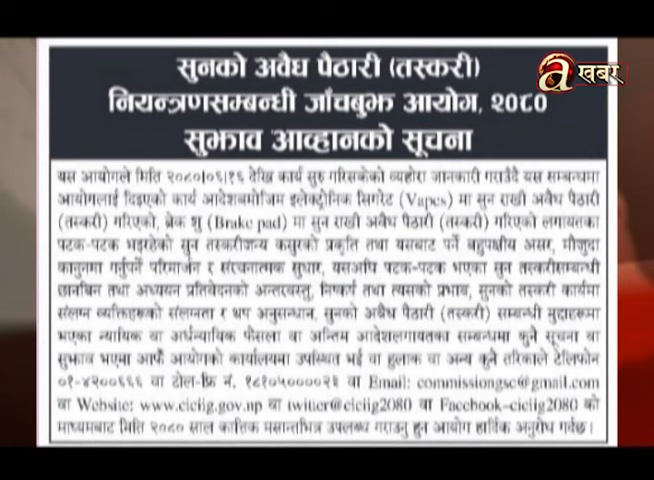 सुनको अवैध पैठारी (तस्करी)
नियन्त्रणसम्बन्धी जाँचबुझ आयोग, २०८०
सुझाव आव्हानको सूचना
a खबर
यस आयोगले मिति २०८०/०६/१६ देखि कार्य सुरु गरिसकेको व्यहोरा जानकारी गराउँदै यस सम्बन्धमा
आयोगलाई दिइएको कार्य आदेशबमोजिम इलेक्ट्रोनिक सिगरेट (Vapes) मा सुन राखी अवैध पैठारी
(तस्करी) गरिएको, ब्रेक शु (Brake pad) मा सुन राखी अवैध पैठारी (तस्करी) गरिएको लगायतका
पटक-पटक भइरहेको सुन तस्करीजन्य कसुरको प्रकृति तथा यसबाट पर्ने बहुपक्षीय असर, मौजुदा
कानुनमा गर्नुपर्ने परिमार्जन र संरचनात्मक सुधार, यसअघि पटक-पटक भएका सुन तस्करीसम्बन्धी
छानबिन तथा अध्ययन प्रतिवेदनको अन्तरवस्तु, निष्कर्ष तथा त्यसको प्रभाव, सुनको तस्करी कार्यमा
संलग्न व्यक्तिहरूको संलग्नता र थप अनुसन्धान, सुनको अवैध पैठारी (तस्करी) सम्बन्धी मुद्दाहरूमा
भएका न्यायिक वा अर्धन्यायिक फैसला वा अन्तिम आदेशलगायतका सम्बन्धमा कुनै सूचना वा
सुझाव भएमा आफैँ आयोगको कार्यालयमा उपस्थित भई वा हुलाक वा अन्य कुनै तरिकाले टेलिफोन
०१-४२००६६६ वा टोल-फ्रि नं. १८१०५००००२३ वा Email: commissiongsc@gmail.com
वा Website: www.ciciig.gov.np वा twitter@ciciig2080 वा Facebook-ciciig2080 को
माध्यमबाट मिति २०८० साल कात्तिक मसान्तभित्र उपलब्ध गराउनु हुन आयोग हार्दिक अनुरोध गर्दछ।